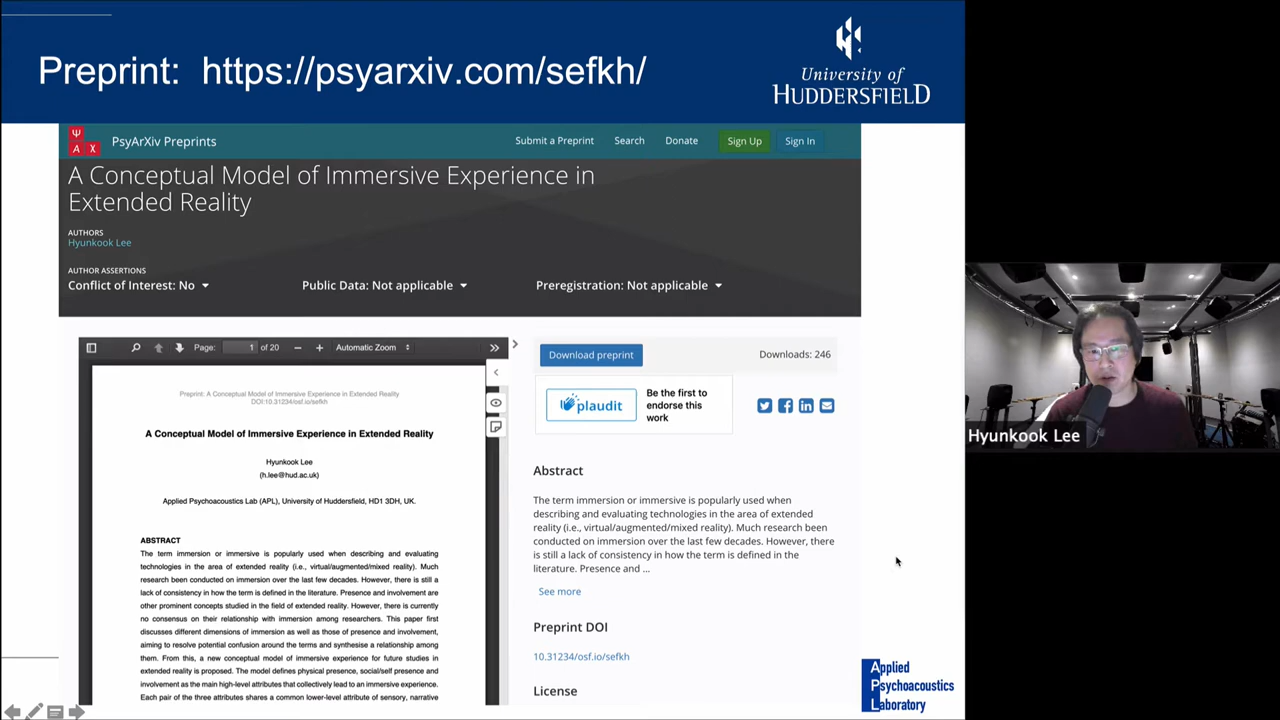 Preprint: https://psyarxiv.com/sefkh/
University of
HUDDERSFIELD
Ψ
A X
PsyArXiv Preprints
Submit a Preprint
Search
Donate
Sign Up
Sign In
A Conceptual Model of Immersive Experience in
Extended Reality
AUTHORS
Hyunkook Lee
AUTHOR ASSERTIONS
Conflict of Interest: No
Public Data: Not applicable
Preregistration: Not applicable
Page: 1 of 20
Automatic Zoom
Preprint: A Conceptual Model of Immersive Experience in Extended Reality
DOI:10.31234/osf.io/sefkh
A Conceptual Model of Immersive Experience in Extended Reality
Hyunkook Lee
(h.lee@hud.ac.uk)
Applied Psychoacoustics Lab (APL), University of Huddersfield, HD1 3DH, UK.
ABSTRACT
The term immersion or immersive is popularly used when describing and evaluating
technologies in the area of extended reality (i.e., virtual/augmented/mixed reality). Much
research been conducted on immersion over the last few decades. However, there is still a
lack of consistency in how the term is defined in the literature. Presence and involvement are
other prominent concepts studied in the field of extended reality. However, there is currently
no consensus on their relationship with immersion among researchers. This paper first
discusses different dimensions of immersion as well as those of presence and involvement,
aiming to resolve potential confusion around the terms and synthesise a relationship among
them. From this, a new conceptual model of immersive experience for future studies in
extended reality is proposed. The model defines physical presence, social/self presence and
involvement as the main high-level attributes that collectively lead to an immersive experience.
Each pair of the three attributes shares a common lower-level attribute of sensory, narrative
Download preprint
Downloads: 246
plaudit
Be the first to
endorse this
work
Abstract
The term immersion or immersive is popularly used when
describing and evaluating technologies in the area of extended
reality (i.e., virtual/augmented/mixed reality). Much research been
conducted on immersion over the last few decades. However, there
is still a lack of consistency in how the term is defined in the
literature. Presence and ...
See more
Preprint DOI
10.31234/osf.io/sefkh
License
Applied
Psychoacoustics
Laboratory
Hyunkook Lee